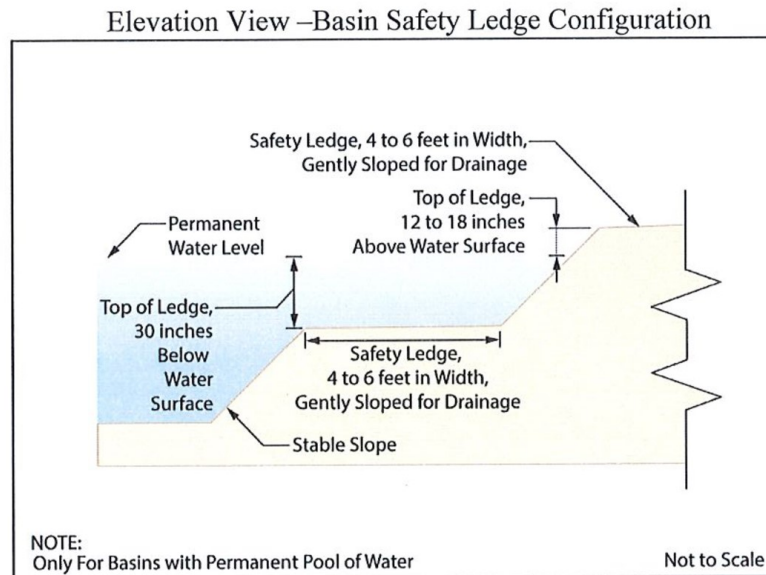 Elevation View –Basin Safety Ledge Configuration
Safety Ledge, 4 to 6 feet in Width,
Gently Sloped for Drainage
Top of Ledge,
12 to 18 inches
Above Water Surface
Permanent
Water Level
Top of Ledge,
30 inches
Below
Water
Surface
Safety Ledge,
4 to 6 feet in Width,
Gently Sloped for Drainage
Stable Slope
NOTE:
Only For Basins with Permanent Pool of Water
Not to Scale